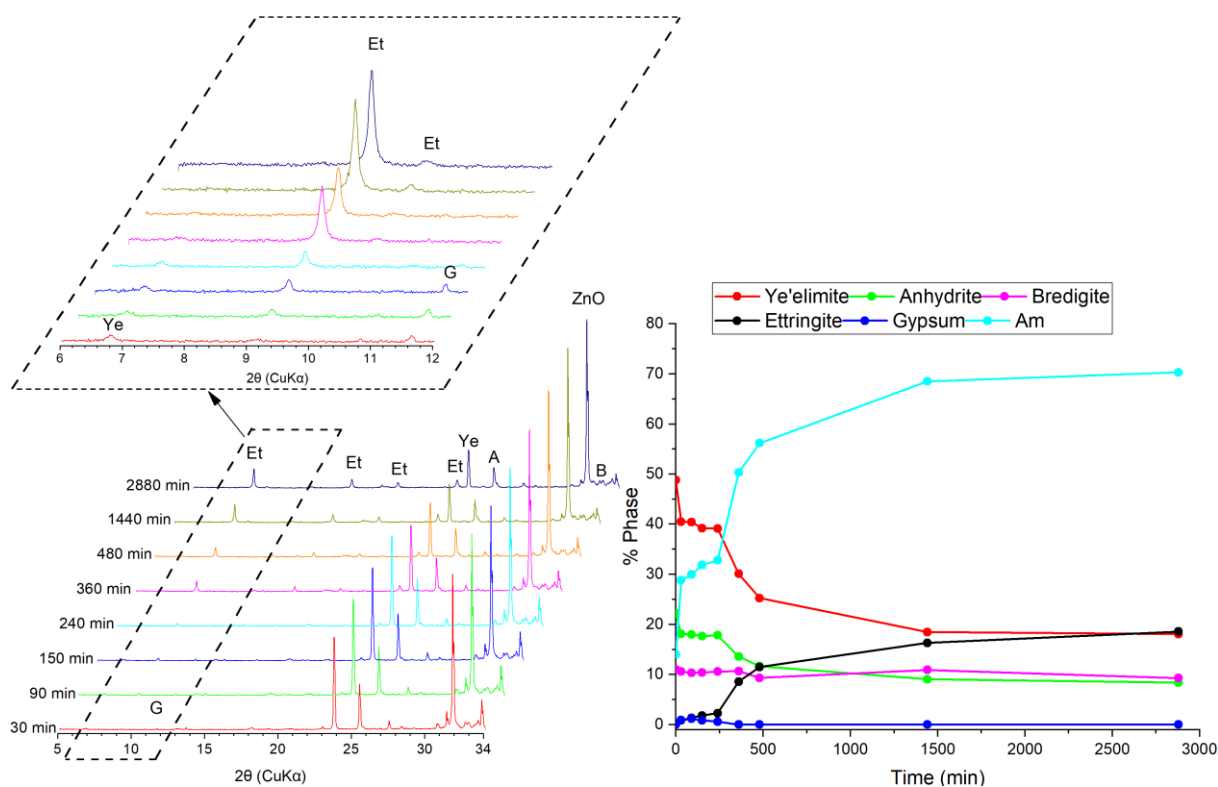 Et
Et
G
Ye
6 7 8 9 10 11 12
2θ (CuKα)
ZnO
Et Et Et Et Ye A B
2880 min
1440 min
480 min
360 min
240 min
150 min
90 min
G
30 min
5 10 15 20 25 30 34
2θ (CuKα)
Ye'elimite Anhydrite Bredigite
Ettringite Gypsum Am
80
70
60
50
40
30
20
10
0
% Phase
0 500 1000 1500 2000 2500 3000
Time (min)